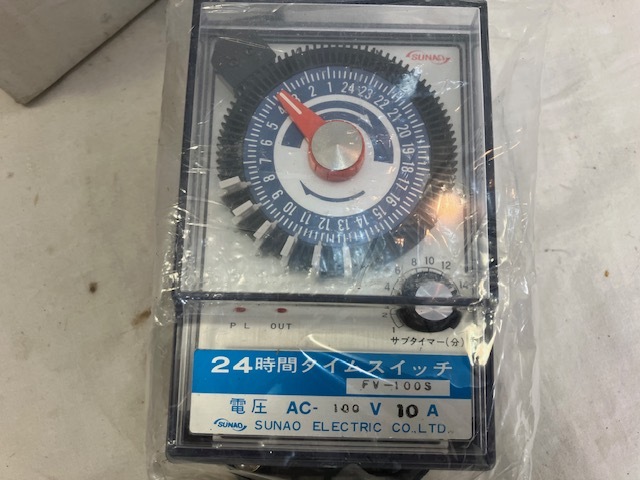 SUNAO
24 23 22 21 20 19 18 17 16 15 14 13 12 11 10 9 8 7 6 5 4 3 2 1
2 4 6 8 10 12 14
1
サブタイマー(分)
P L OUT
24時間タイムスイッチ
FV-100S
電圧 AC- 100 V 10 A
SUNAO SUNAO ELECTRIC CO.,LTD.